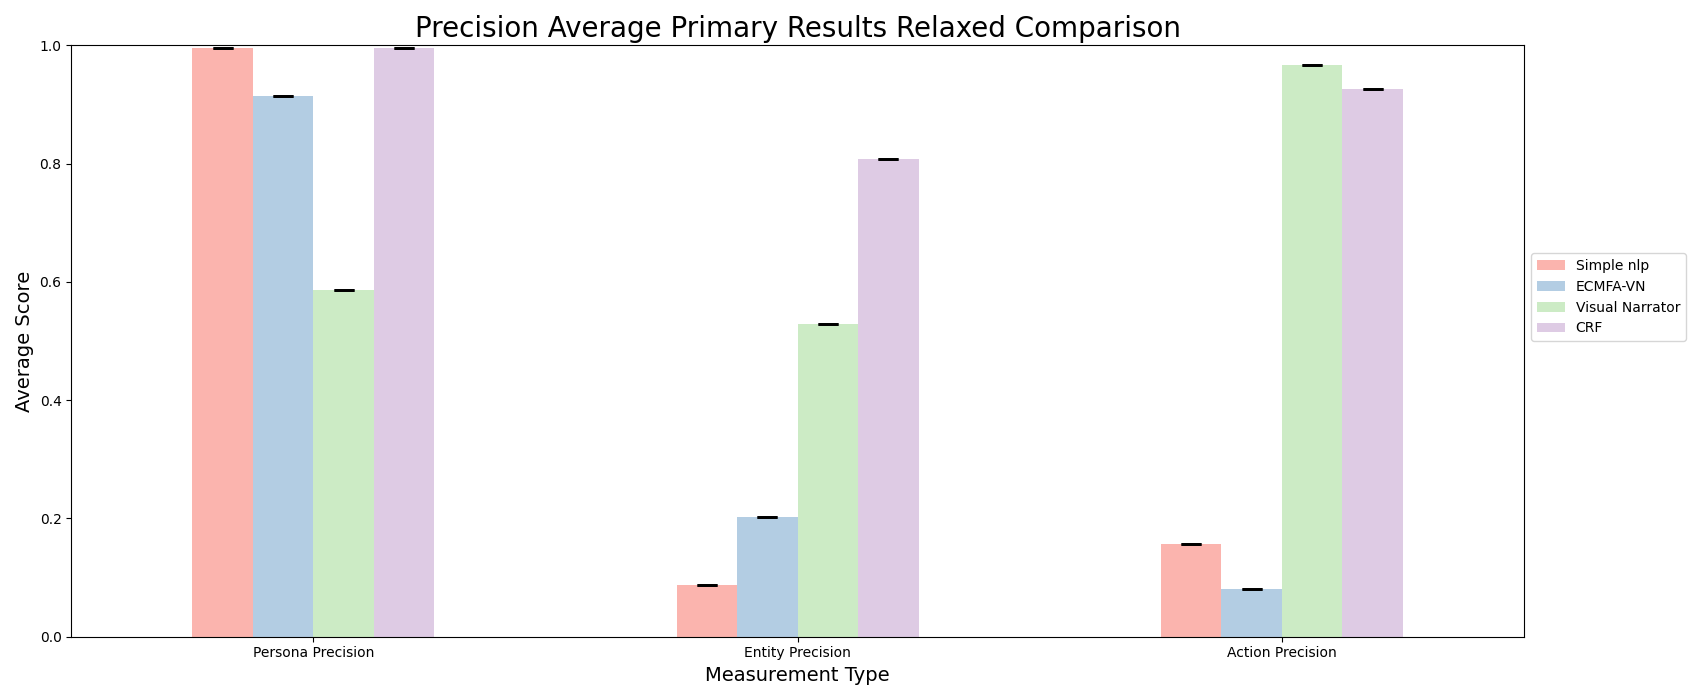 Precision Average Primary Results Relaxed Comparison
1.0
0.8
0.6
0.4
0.2
0.0
Average Score
Persona Precision
Entity Precision
Action Precision
Measurement Type
Simple nlp
ECMFA-VN
Visual Narrator
CRF